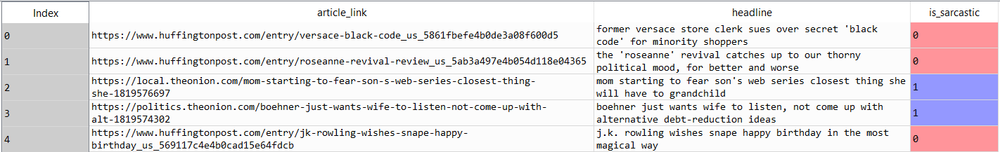 Index article_link headline is_sarcastic
0 https://www.huffingtonpost.com/entry/versace-black-code_us_5861fbefe4b0de3a08f600d5 former versace store clerk sues over secret 'black
code' for minority shoppers 0
1 https://www.huffingtonpost.com/entry/roseanne-revival-review_us_5ab3a497e4b054d118e04365 the 'roseanne' revival catches up to our thorny
political mood, for better and worse 0
2 https://local.theonion.com/mom-starting-to-fear-son-s-web-series-closest-thing-
she-1819576697 mom starting to fear son's web series closest thing she
will have to grandchild 1
3 https://politics.theonion.com/boehner-just-wants-wife-to-listen-not-come-up-with-
alt-1819574302 boehner just wants wife to listen, not come up with
alternative debt-reduction ideas 1
4 https://www.huffingtonpost.com/entry/jk-rowling-wishes-snape-happy-
birthday_us_569117c4e4b0cad15e64fdcb j.k. rowling wishes snape happy birthday in the most
magical way 0